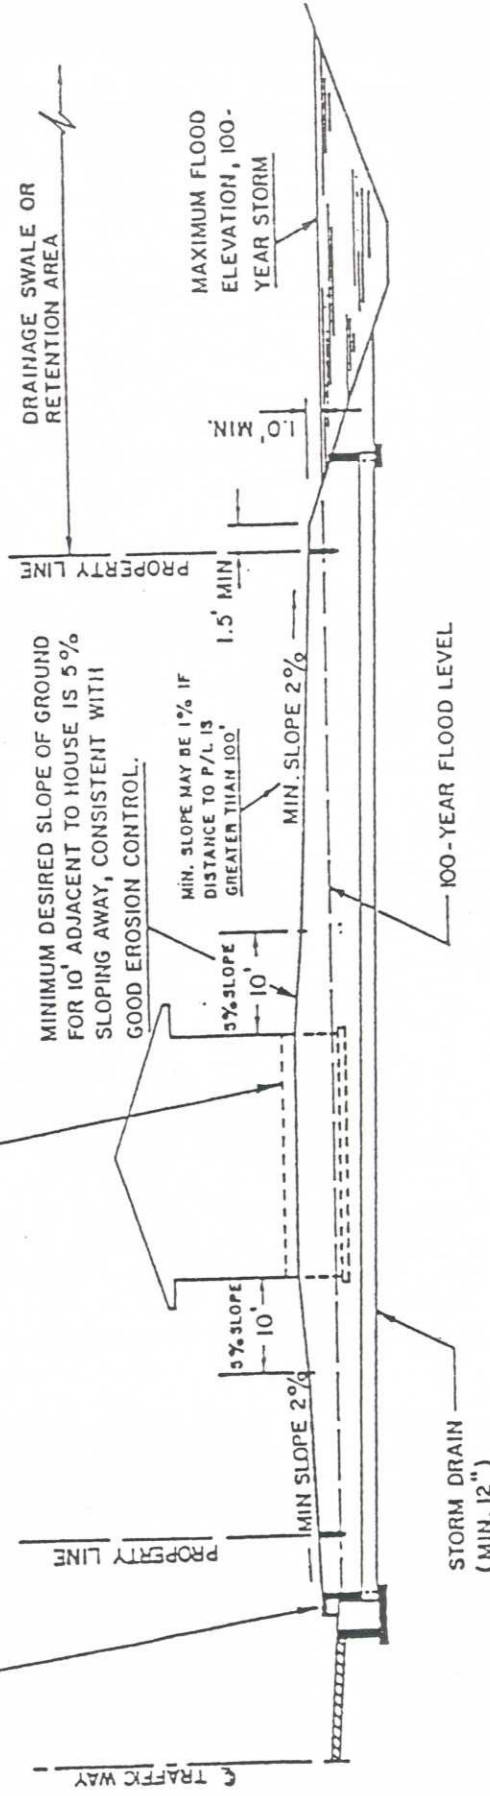 DRAINAGE SWALE OR
RETENTION AREA
MAXIMUM FLOOD
ELEVATION, 100-
YEAR STORM
1.0' MIN.
PROPERTY LINE
1.5' MIN
MINIMUM DESIRED SLOPE OF GROUND
FOR 10' ADJACENT TO HOUSE IS 5%
SLOPING AWAY, CONSISTENT WITH
GOOD EROSION CONTROL.
MIN. SLOPE MAY BE 1% IF
DISTANCE TO P/L IS
GREATER THAN 100'
MIN. SLOPE 2%
5% SLOPE
10'
100-YEAR FLOOD LEVEL
5% SLOPE
10'
MIN SLOPE 2%
PROPERTY LINE
STORM DRAIN
(MIN. 12")
℄ TRAFFIC WAY